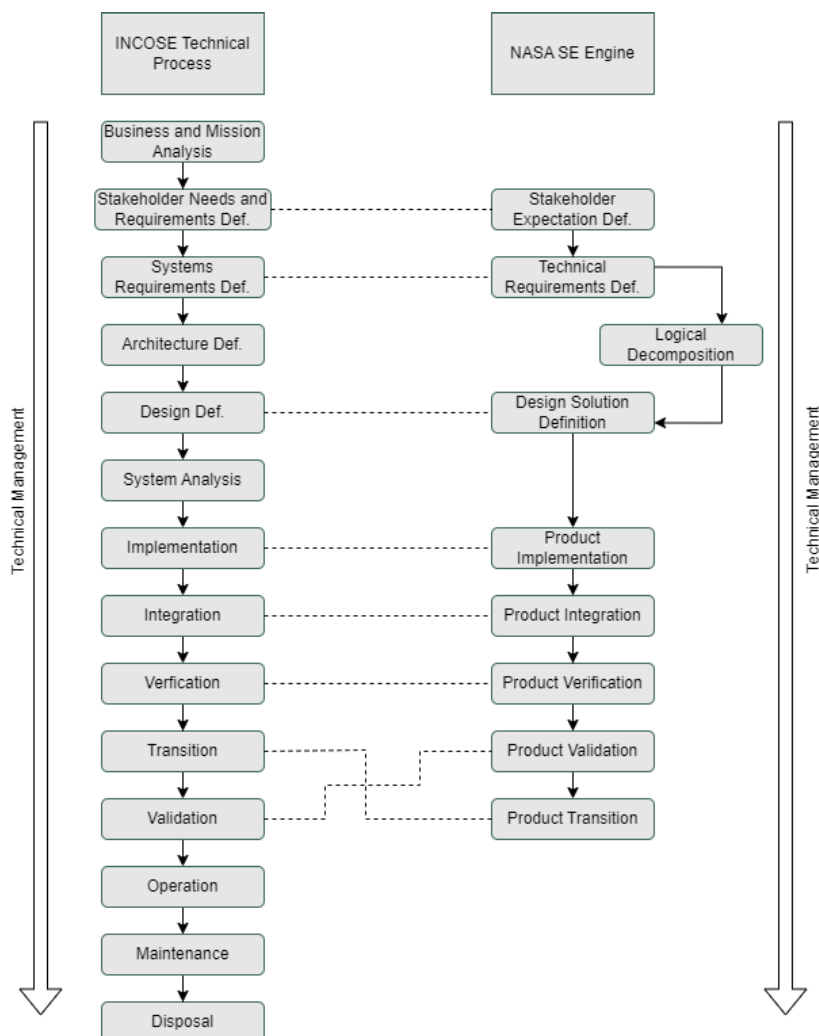 INCOSE Technical
Process
NASA SE Engine
Business and Mission
Analysis
Stakeholder Needs and
Requirements Def.
Stakeholder
Expectation Def.
Systems
Requirements Def.
Technical
Requirements Def.
Architecture Def.
Logical
Decomposition
Design Def.
Design Solution
Definition
System Analysis
Technical Management
Technical Management
Implementation
Product
Implementation
Integration
Product Integration
Verfication
Product Verification
Transition
Product Validation
Validation
Product Transition
Operation
Maintenance
Disposal